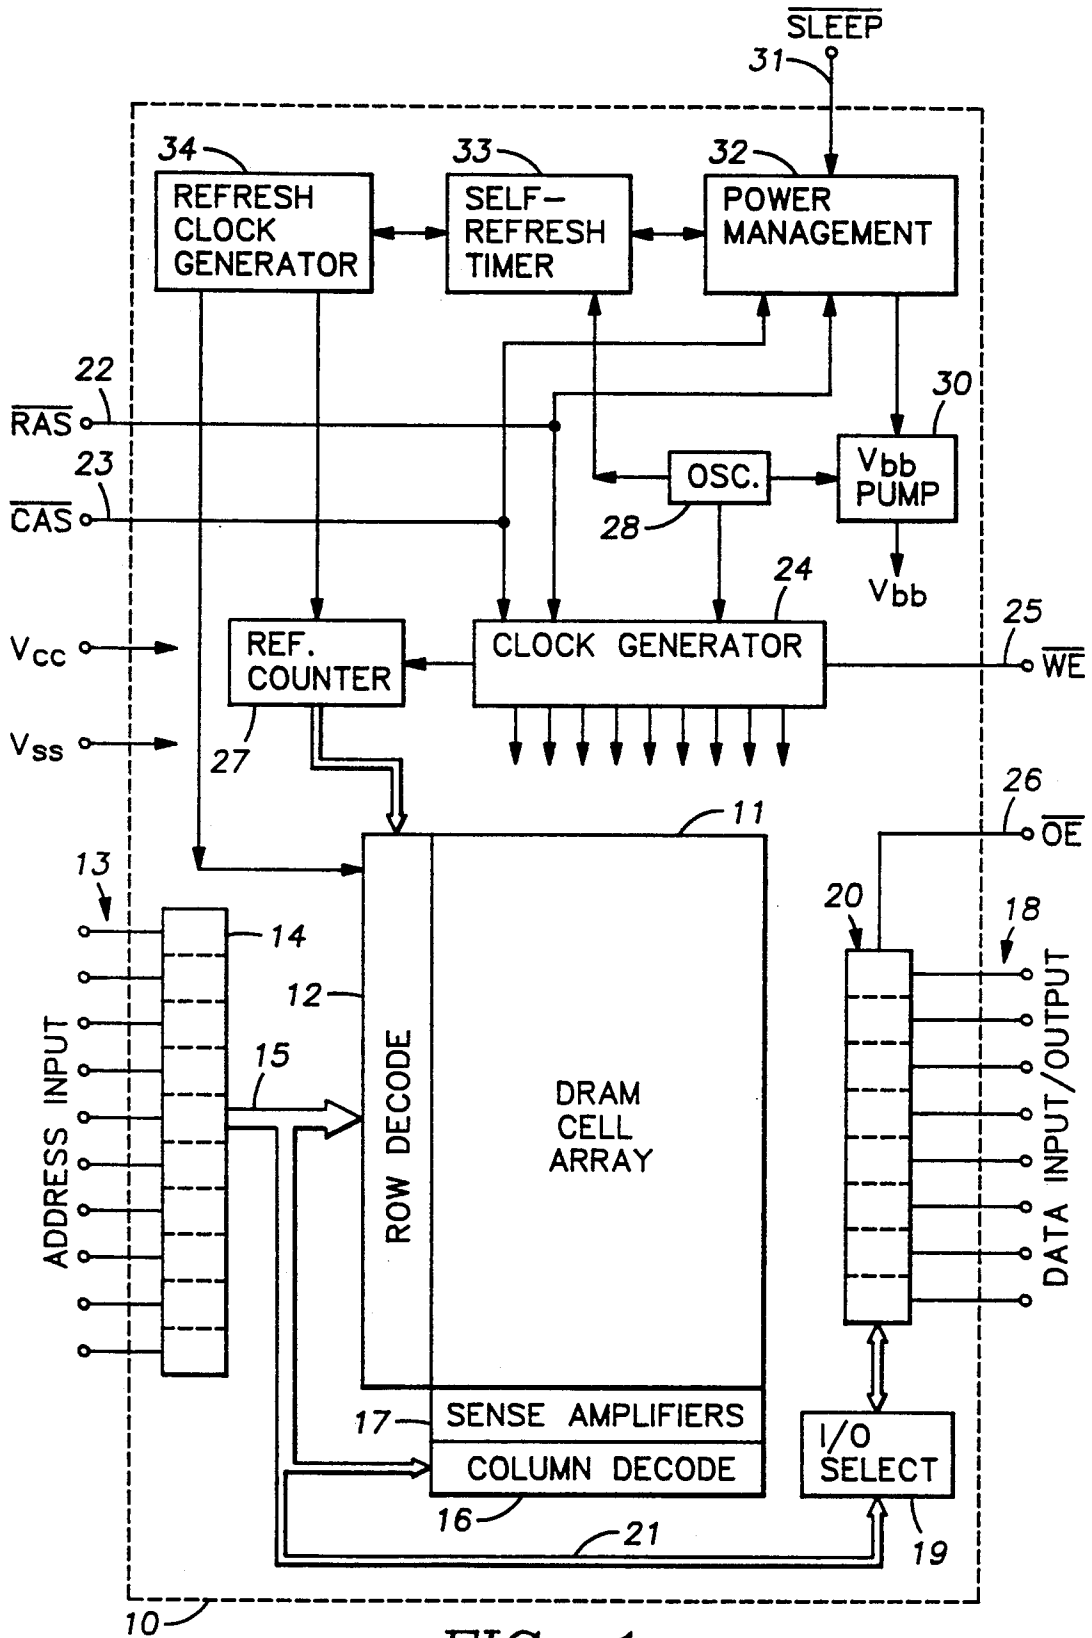 SLEEP
31
34
33
32
REFRESH
CLOCK
GENERATOR
SELF-
REFRESH
TIMER
POWER
MANAGEMENT
22
RAS
30
23
CAS
OSC.
28
Vbb
PUMP
Vbb
24
25
VCC
REF.
COUNTER
CLOCK GENERATOR
WE
VSS
27
26
11
OE
13
20
18
14
12
15
ADDRESS INPUT
ROW DECODE
DRAM
CELL
ARRAY
DATA INPUT/OUTPUT
17
SENSE AMPLIFIERS
COLUMN DECODE
I/O
SELECT
16
21
19
10